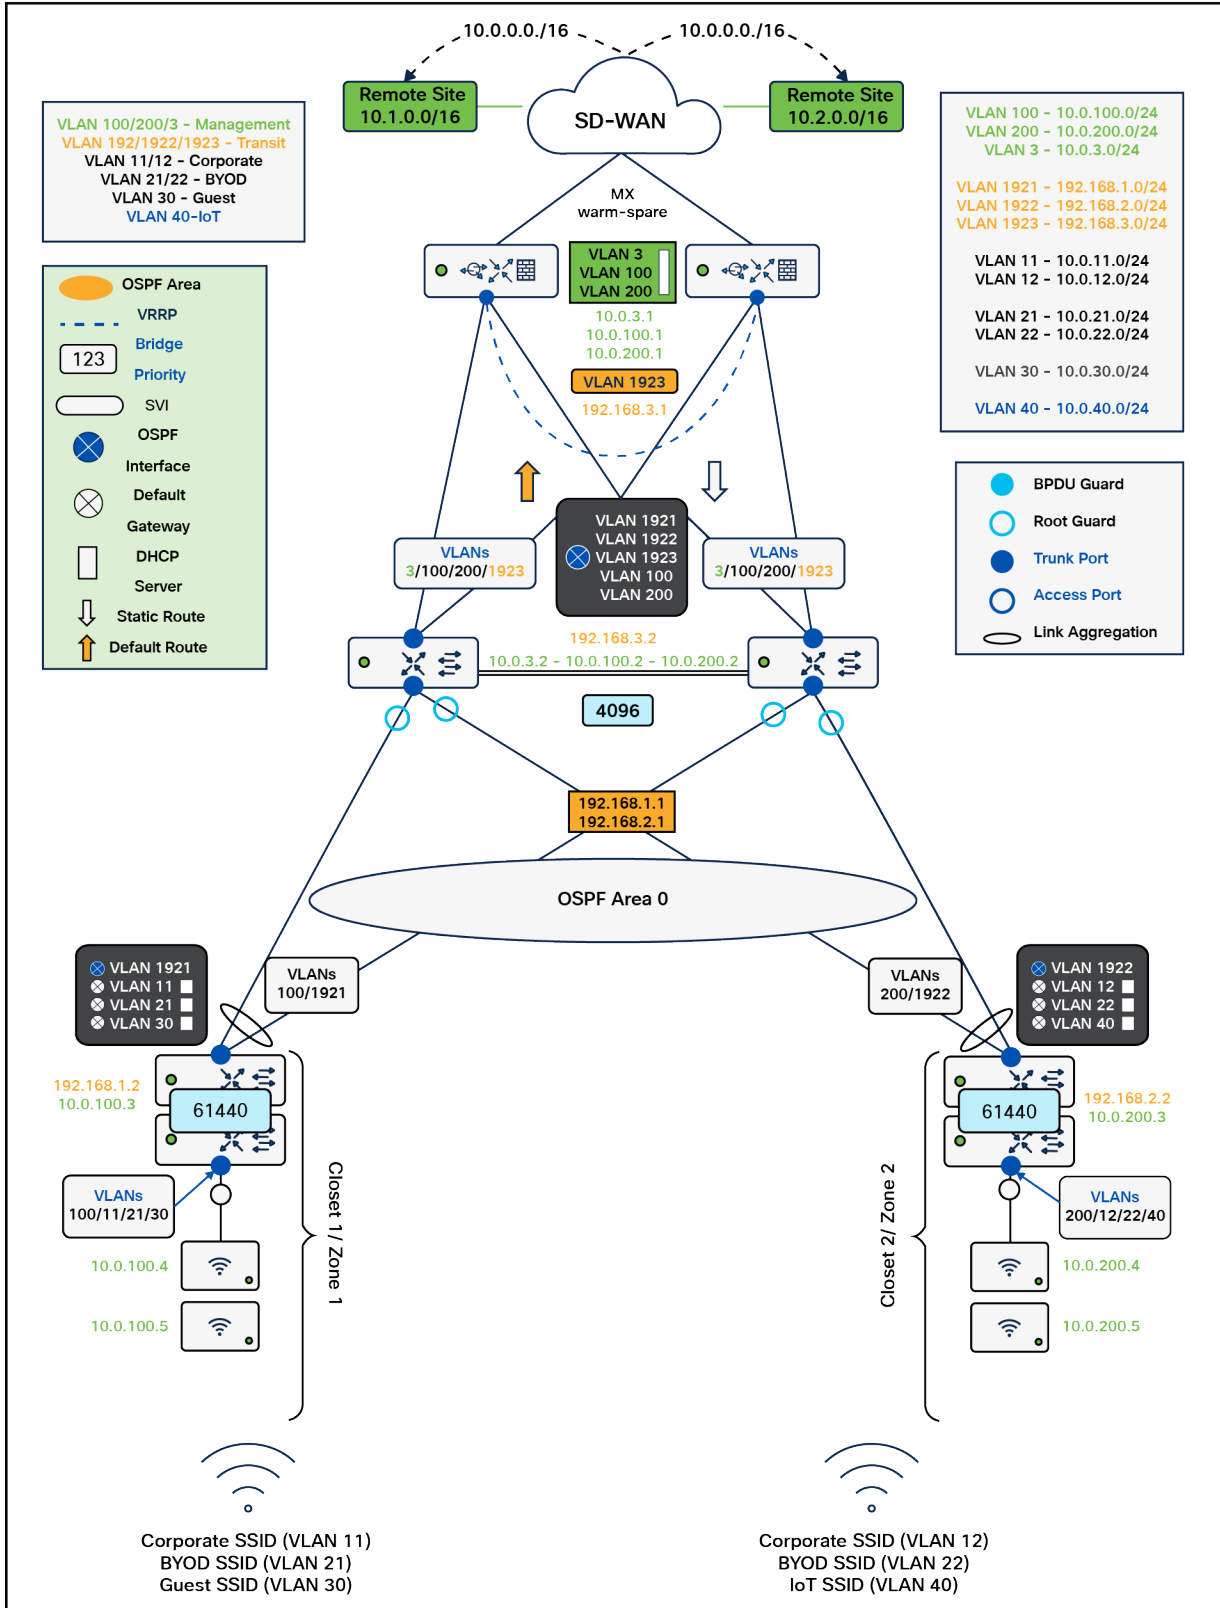 10.0.0.0./16
10.0.0.0./16
Remote Site
10.1.0.0/16
SD-WAN
Remote Site
10.2.0.0/16
VLAN 100/200/3 - Management
VLAN 192/1922/1923 - Transit
VLAN 11/12 - Corporate
VLAN 21/22 - BYOD
VLAN 30 - Guest
VLAN 40-IoT
VLAN 100 - 10.0.100.0/24
VLAN 200 - 10.0.200.0/24
VLAN 3 - 10.0.3.0/24
VLAN 1921 - 192.168.1.0/24
VLAN 1922 - 192.168.2.0/24
VLAN 1923 - 192.168.3.0/24
VLAN 11 - 10.0.11.0/24
VLAN 12 - 10.0.12.0/24
VLAN 21 - 10.0.21.0/24
VLAN 22 - 10.0.22.0/24
VLAN 30 - 10.0.30.0/24
VLAN 40 - 10.0.40.0/24
MX
warm-spare
VLAN 3
VLAN 100
VLAN 200
10.0.3.1
10.0.100.1
10.0.200.1
VLAN 1923
192.168.3.1
OSPF Area
VRRP
123
Bridge
Priority
SVI
OSPF
Interface
Default
Gateway
DHCP
Server
Static Route
Default Route
BPDU Guard
Root Guard
Trunk Port
Access Port
Link Aggregation
VLANs
3/100/200/1923
VLAN 1921
VLAN 1922
VLAN 1923
VLAN 100
VLAN 200
VLANs
3/100/200/1923
192.168.3.2
10.0.3.2 - 10.0.100.2 - 10.0.200.2
4096
192.168.1.1
192.168.2.1
OSPF Area 0
VLAN 1921
VLAN 11
VLAN 21
VLAN 30
VLANs
100/1921
VLANs
200/1922
VLAN 1922
VLAN 12
VLAN 22
VLAN 40
192.168.1.2
10.0.100.3
61440
61440
192.168.2.2
10.0.200.3
VLANs
100/11/21/30
Closet 1/ Zone 1
Closet 2/ Zone 2
VLANs
200/12/22/40
10.0.100.4
10.0.100.5
10.0.200.4
10.0.200.5
Corporate SSID (VLAN 11)
BYOD SSID (VLAN 21)
Guest SSID (VLAN 30)
Corporate SSID (VLAN 12)
BYOD SSID (VLAN 22)
IoT SSID (VLAN 40)